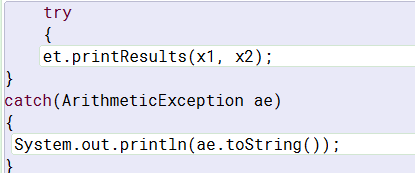 try
{
et.printResults(x1, x2);
}
catch(ArithmeticException ae)
{
System.out.println(ae.toString());
}